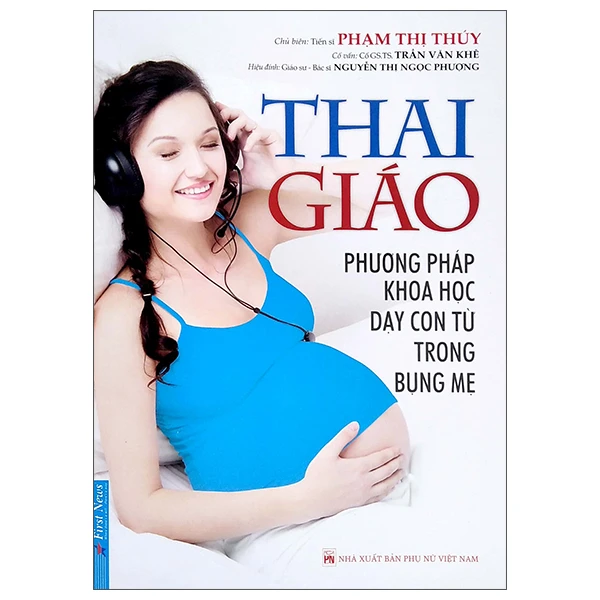 Chủ biên: Tiến sĩ PHẠM THỊ THÚY
Cố vấn: Cố GS.TS. TRẦN VĂN KHÊ
Hiệu đính: Giáo sư - Bác sĩ NGUYỄN THỊ NGỌC PHƯỢNG
THAI
GIÁO
PHƯƠNG PHÁP
KHOA HỌC
DẠY CON TỪ
TRONG
BỤNG MẸ
First News
PN NHÀ XUẤT BẢN PHỤ NỮ VIỆT NAM